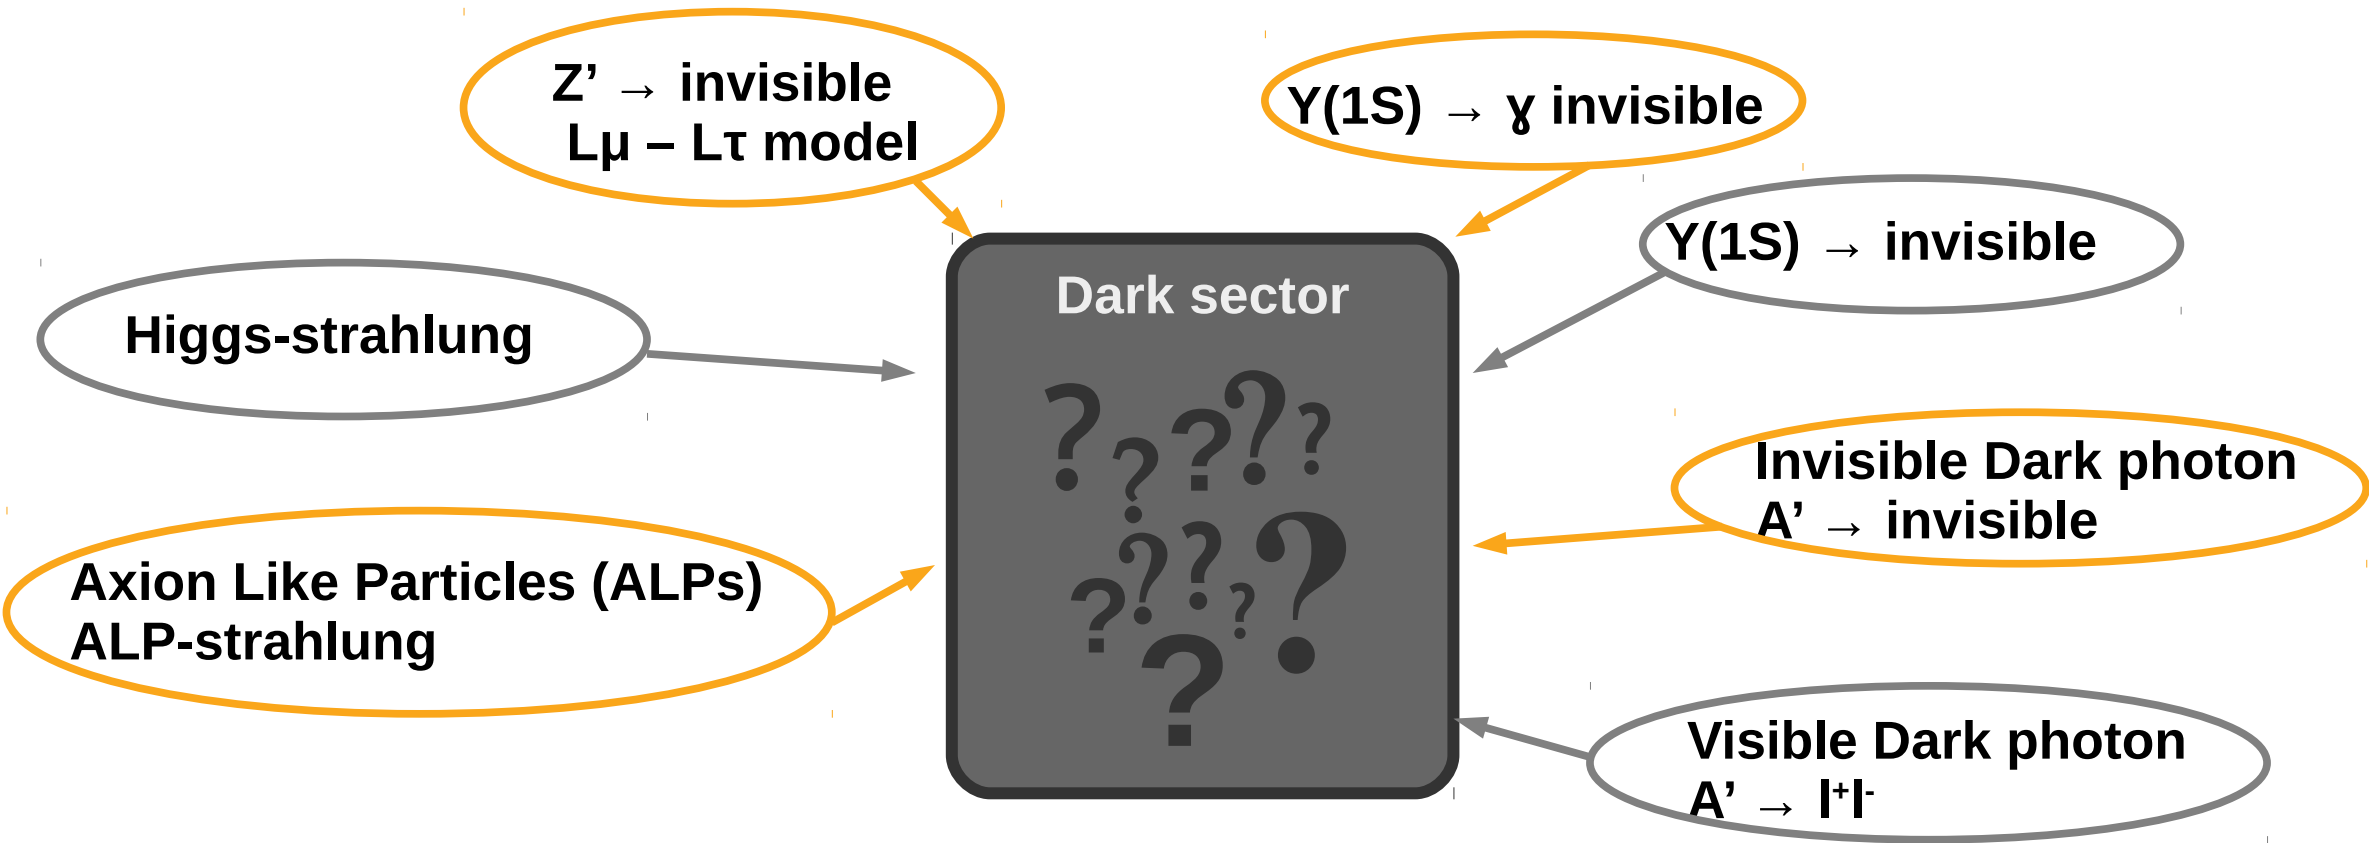 Z’ → invisible
Lμ – Lτ model
Y(1S) → ɣ invisible
Y(1S) → invisible
Higgs-strahlung
Dark sector
? ? ? ? ?
? ? ? ? ?
?
Invisible Dark photon
A’ → invisible
Axion Like Particles (ALPs)
ALP-strahlung
Visible Dark photon
A’ → l⁺l⁻